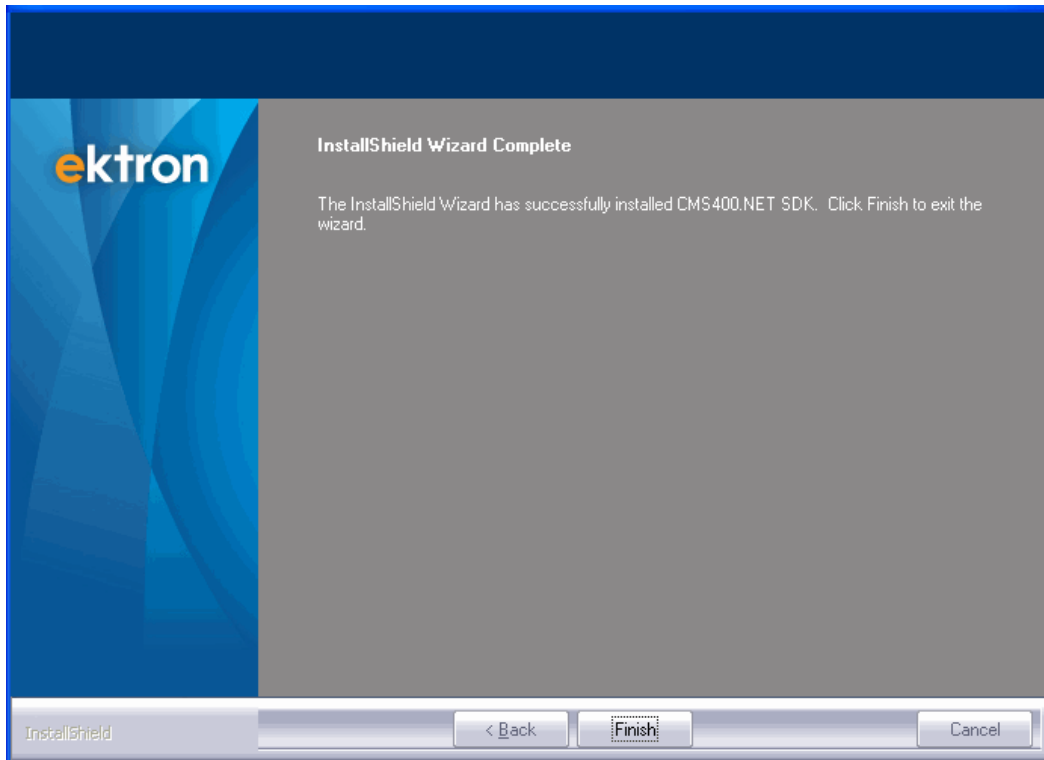 ektron
InstallShield Wizard Complete
The InstallShield Wizard has successfully installed CMS400.NET SDK. Click Finish to exit the
wizard.
InstallShield
< Back
Finish
Cancel